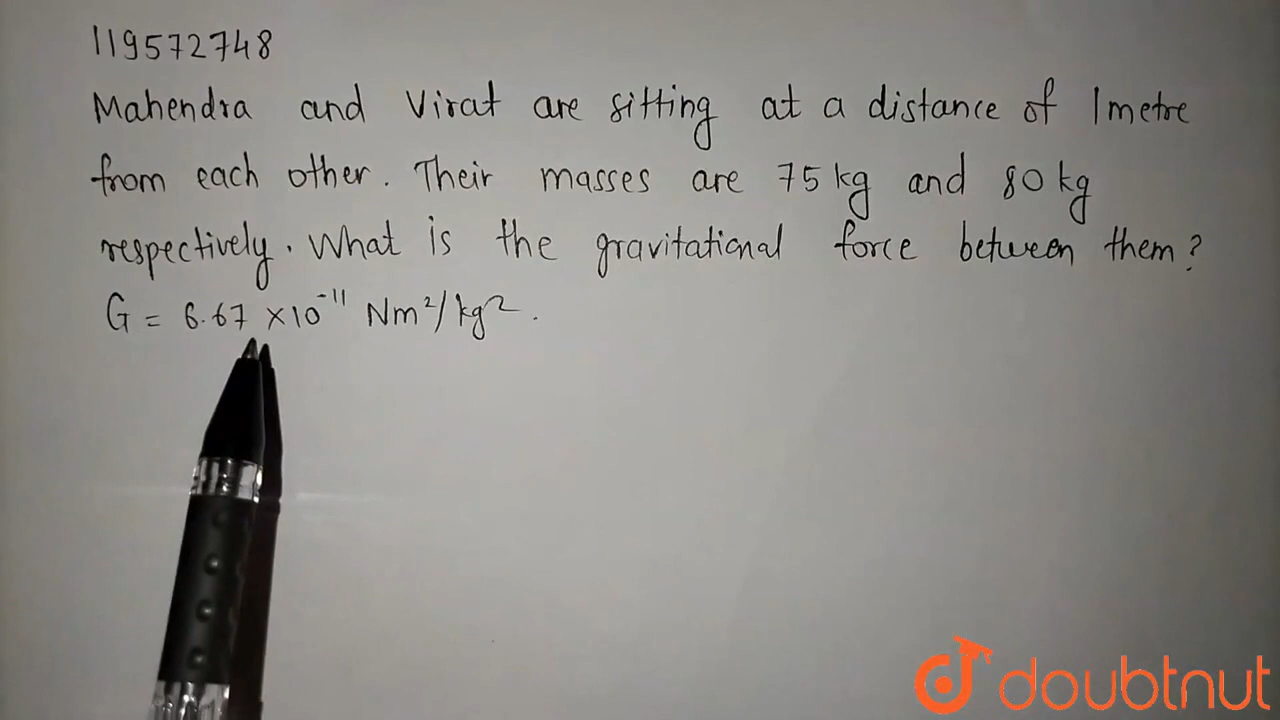 119572748
Mahendra and Virat are sitting at a distance of 1metre
from each other. Their masses are 75 kg and 80 kg
respectively. What is the gravitational force between them?
G = 6.67 ×10⁻¹¹ Nm²/kg².
doubtnut